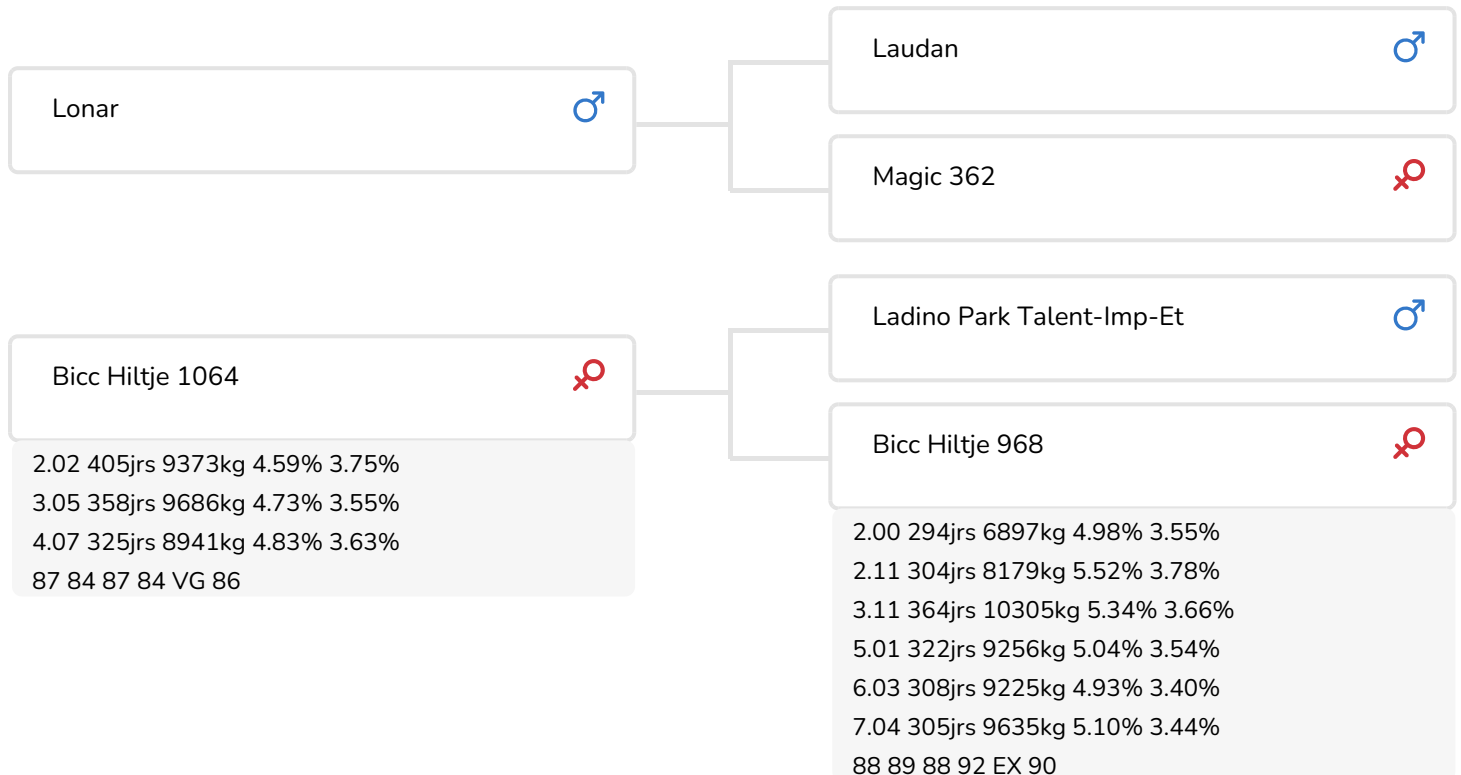 Lonar
Laudan
Magic 362
Bicc Hiltje 1064
2.02 405jrs 9373kg 4.59% 3.75%
3.05 358jrs 9686kg 4.73% 3.55%
4.07 325jrs 8941kg 4.83% 3.63%
87 84 87 84 VG 86
Ladino Park Talent-Imp-Et
Bicc Hiltje 968
2.00 294jrs 6897kg 4.98% 3.55%
2.11 304jrs 8179kg 5.52% 3.78%
3.11 364jrs 10305kg 5.34% 3.66%
5.01 322jrs 9256kg 5.04% 3.54%
6.03 308jrs 9225kg 4.93% 3.40%
7.04 305jrs 9635kg 5.10% 3.44%
88 89 88 92 EX 90